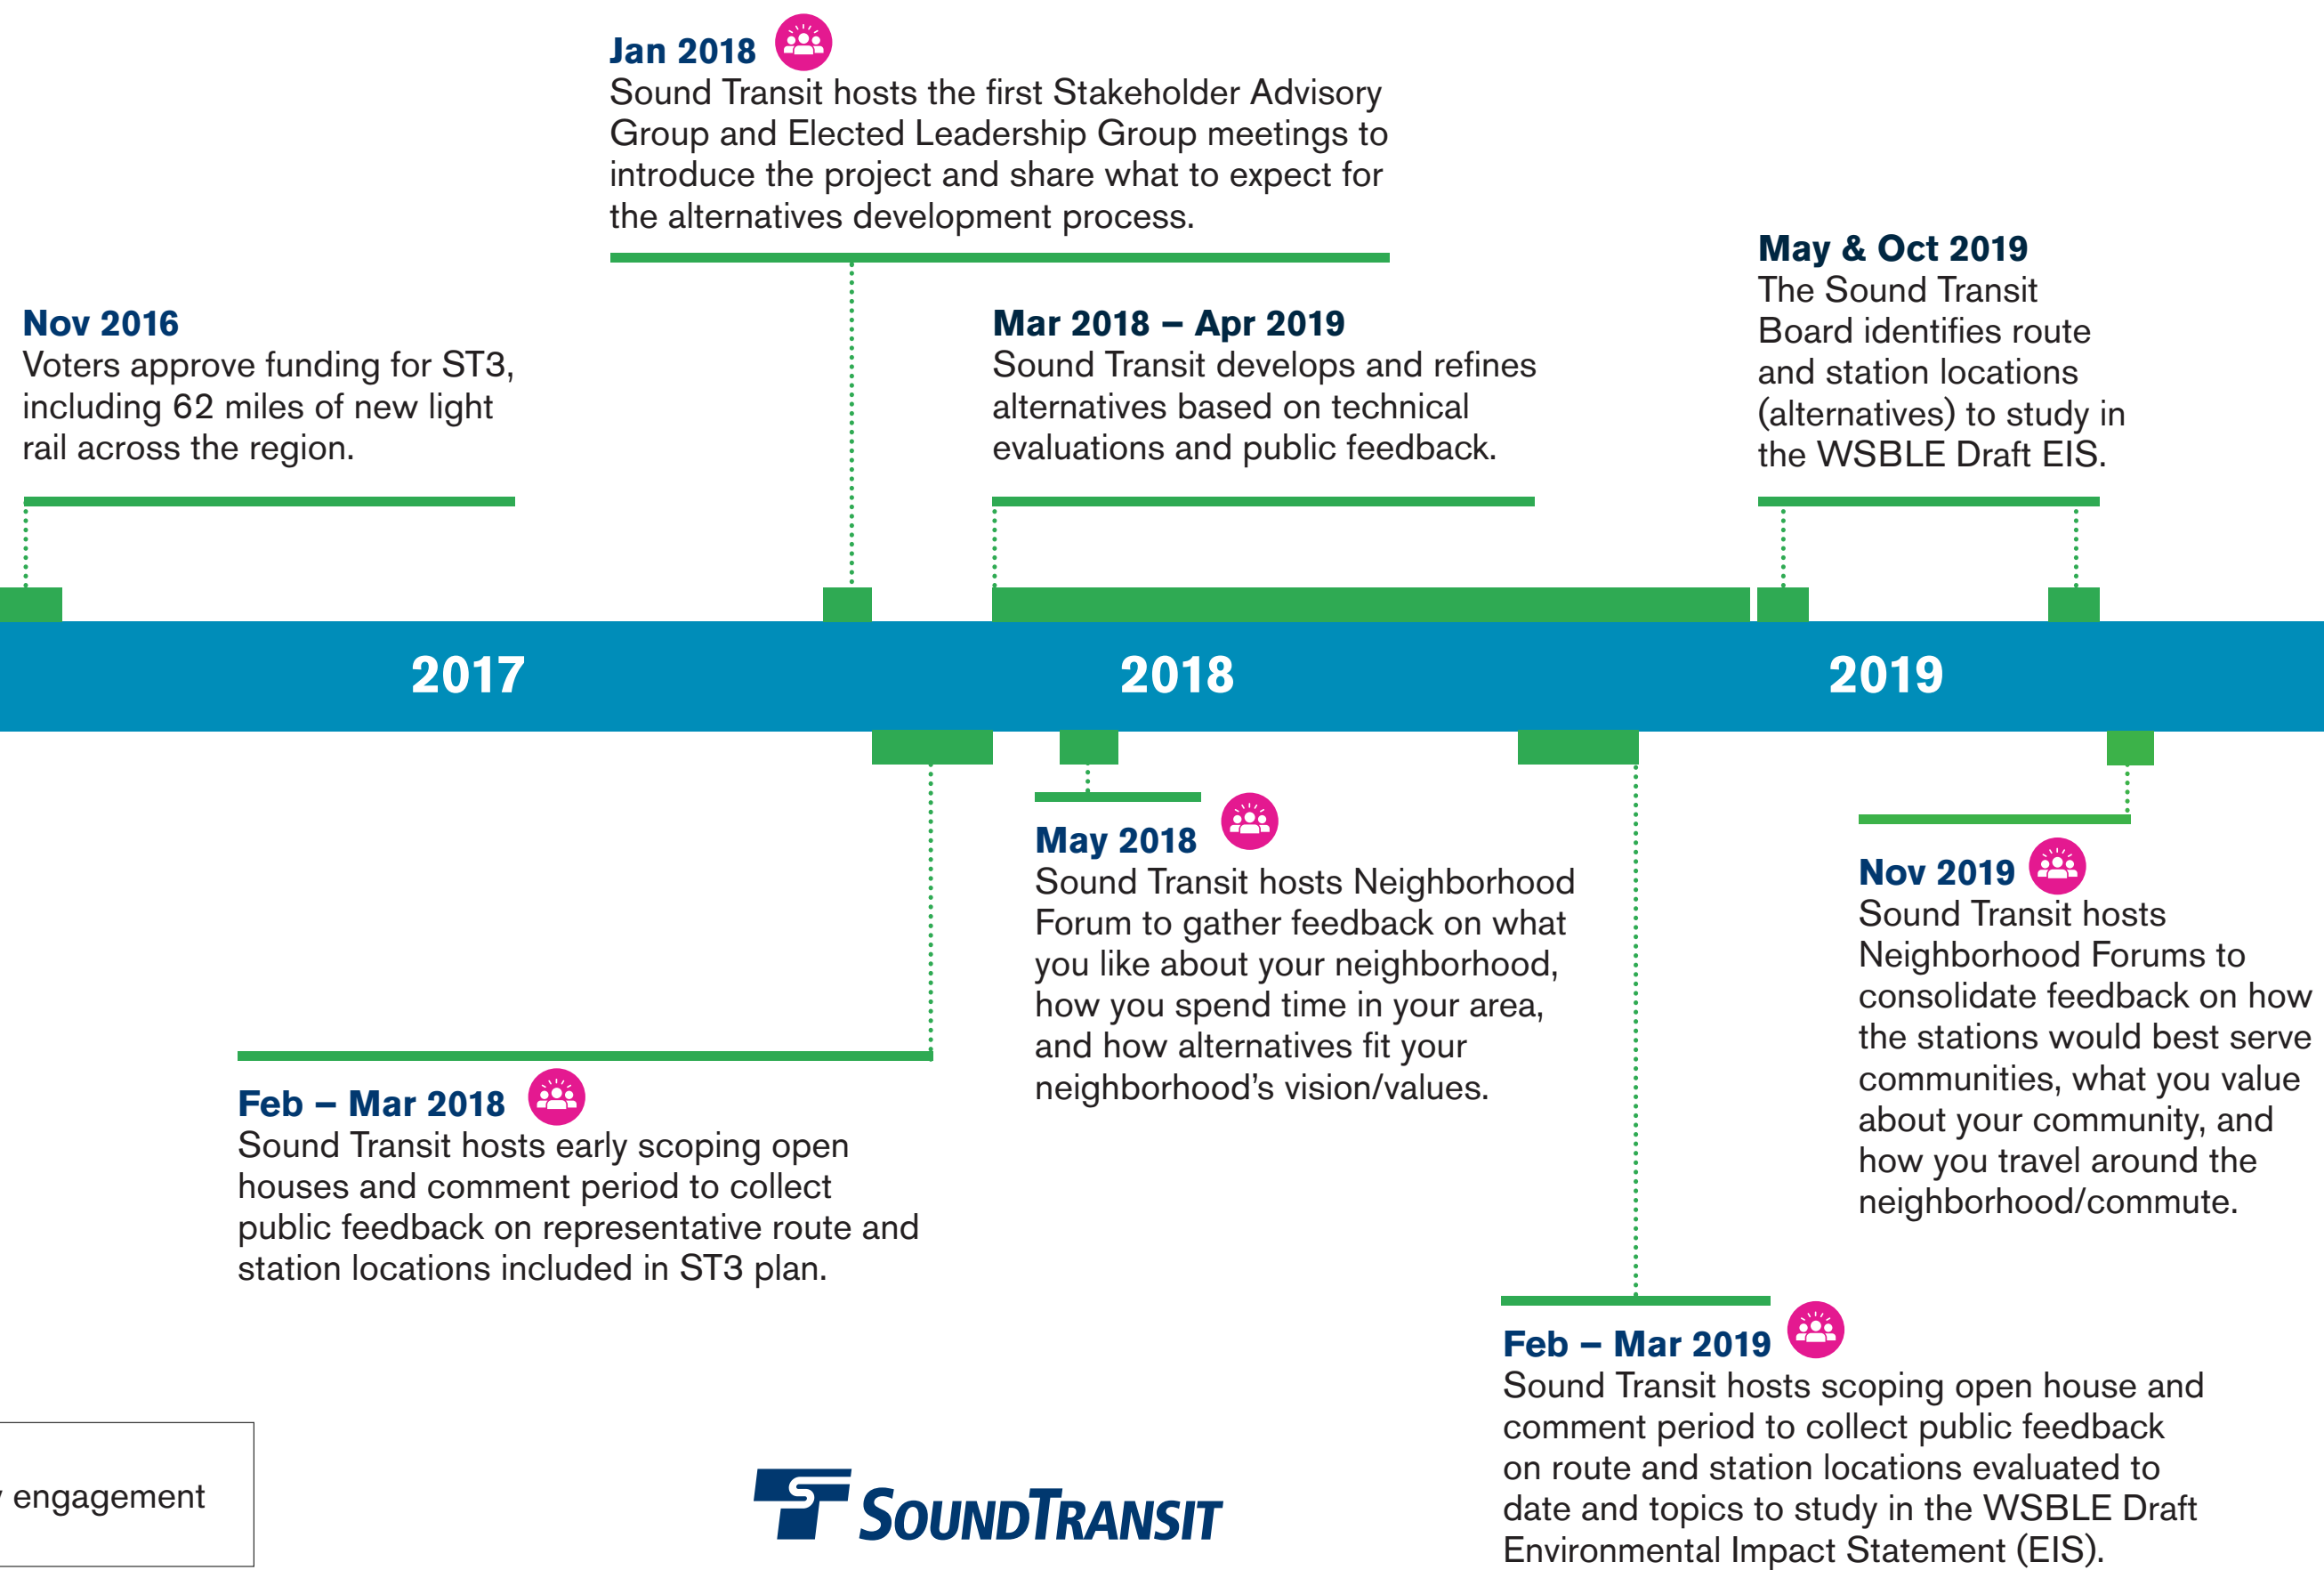 Jan 2018
Sound Transit hosts the first Stakeholder Advisory
Group and Elected Leadership Group meetings to
introduce the project and share what to expect for
the alternatives development process.
Nov 2016
Voters approve funding for ST3,
including 62 miles of new light
rail across the region.
Mar 2018 – Apr 2019
Sound Transit develops and refines
alternatives based on technical
evaluations and public feedback.
May & Oct 2019
The Sound Transit
Board identifies route
and station locations
(alternatives) to study in
the WSBLE Draft EIS.
2017
2018
2019
Feb – Mar 2018
Sound Transit hosts early scoping open
houses and comment period to collect
public feedback on representative route and
station locations included in ST3 plan.
May 2018
Sound Transit hosts Neighborhood
Forum to gather feedback on what
you like about your neighborhood,
how you spend time in your area,
and how alternatives fit your
neighborhood's vision/values.
Nov 2019
Sound Transit hosts
Neighborhood Forums to
consolidate feedback on how
the stations would best serve
communities, what you value
about your community, and
how you travel around the
neighborhood/commute.
Feb – Mar 2019
Sound Transit hosts scoping open house and
comment period to collect public feedback
on route and station locations evaluated to
date and topics to study in the WSBLE Draft
Environmental Impact Statement (EIS).
engagement
SOUNDTRANSIT